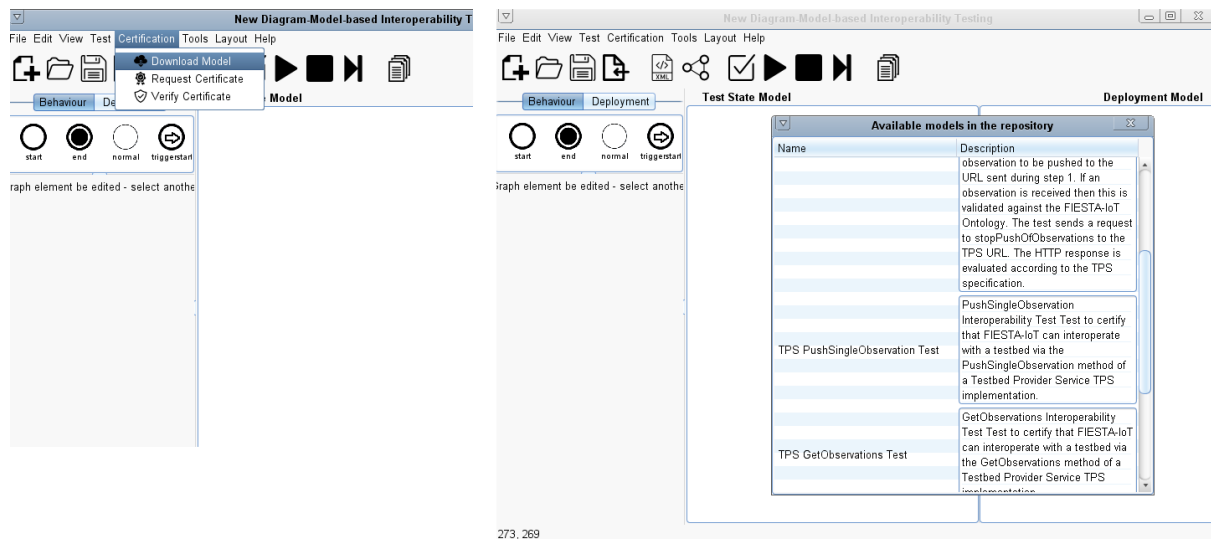 New Diagram-Model-based Interoperability T
File Edit View Test Certification Tools Layout Help
Download Model
Request Certificate
Verify Certificate
Behaviour De
Model
start end normal triggerstart
raph element be edited - select anothe
New Diagram-Model-based Interoperability Testing
File Edit View Test Certification Tools Layout Help
XML
Behaviour Deployment
Test State Model
Deployment Model
start end normal triggerstart
Graph element be edited - select anothe
Available models in the repository
Name Description
observation to be pushed to the
URL sent during step 1. If an
observation is received then this is
validated against the FIESTA-IoT
Ontology. The test sends a request
to stopPushOfObservations to the
TPS URL. The HTTP response is
evaluated according to the TPS
specification.
TPS PushSingleObservation Test
PushSingleObservation
Interoperability Test Test to certify
that FIESTA-IoT can interoperate
with a testbed via the
PushSingleObservation method of
a Testbed Provider Service TPS
implementation.
TPS GetObservations Test
GetObservations Interoperability
Test Test to certify that FIESTA-IoT
can interoperate with a testbed via
the GetObservations method of a
Testbed Provider Service TPS
implementation.
273, 269